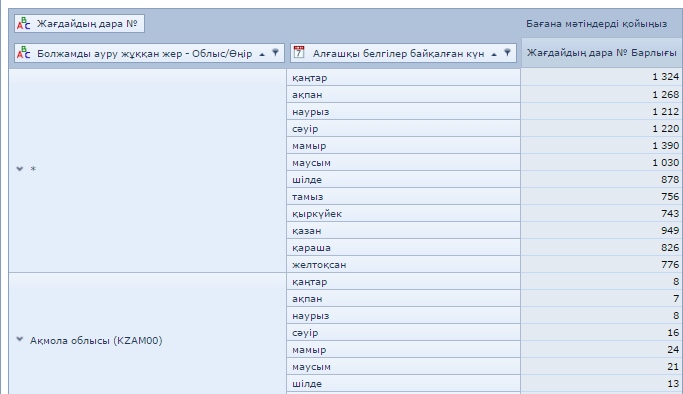 Жағдайдың дара № Бағана мәтіндерді қойыңыз
Болжамды ауру жұққан жер - Облыс/Өңір Алғашқы белгілер байқалған күн Жағдайдың дара № Барлығы
* қаңтар 1 324
ақпан 1 268
наурыз 1 212
сәуір 1 220
мамыр 1 390
маусым 1 030
шілде 878
тамыз 756
қыркүйек 743
қазан 949
қараша 826
желтоқсан 776
Ақмола облысы (KZAM00) қаңтар 8
ақпан 7
наурыз 8
сәуір 16
мамыр 24
маусым 21
шілде 13